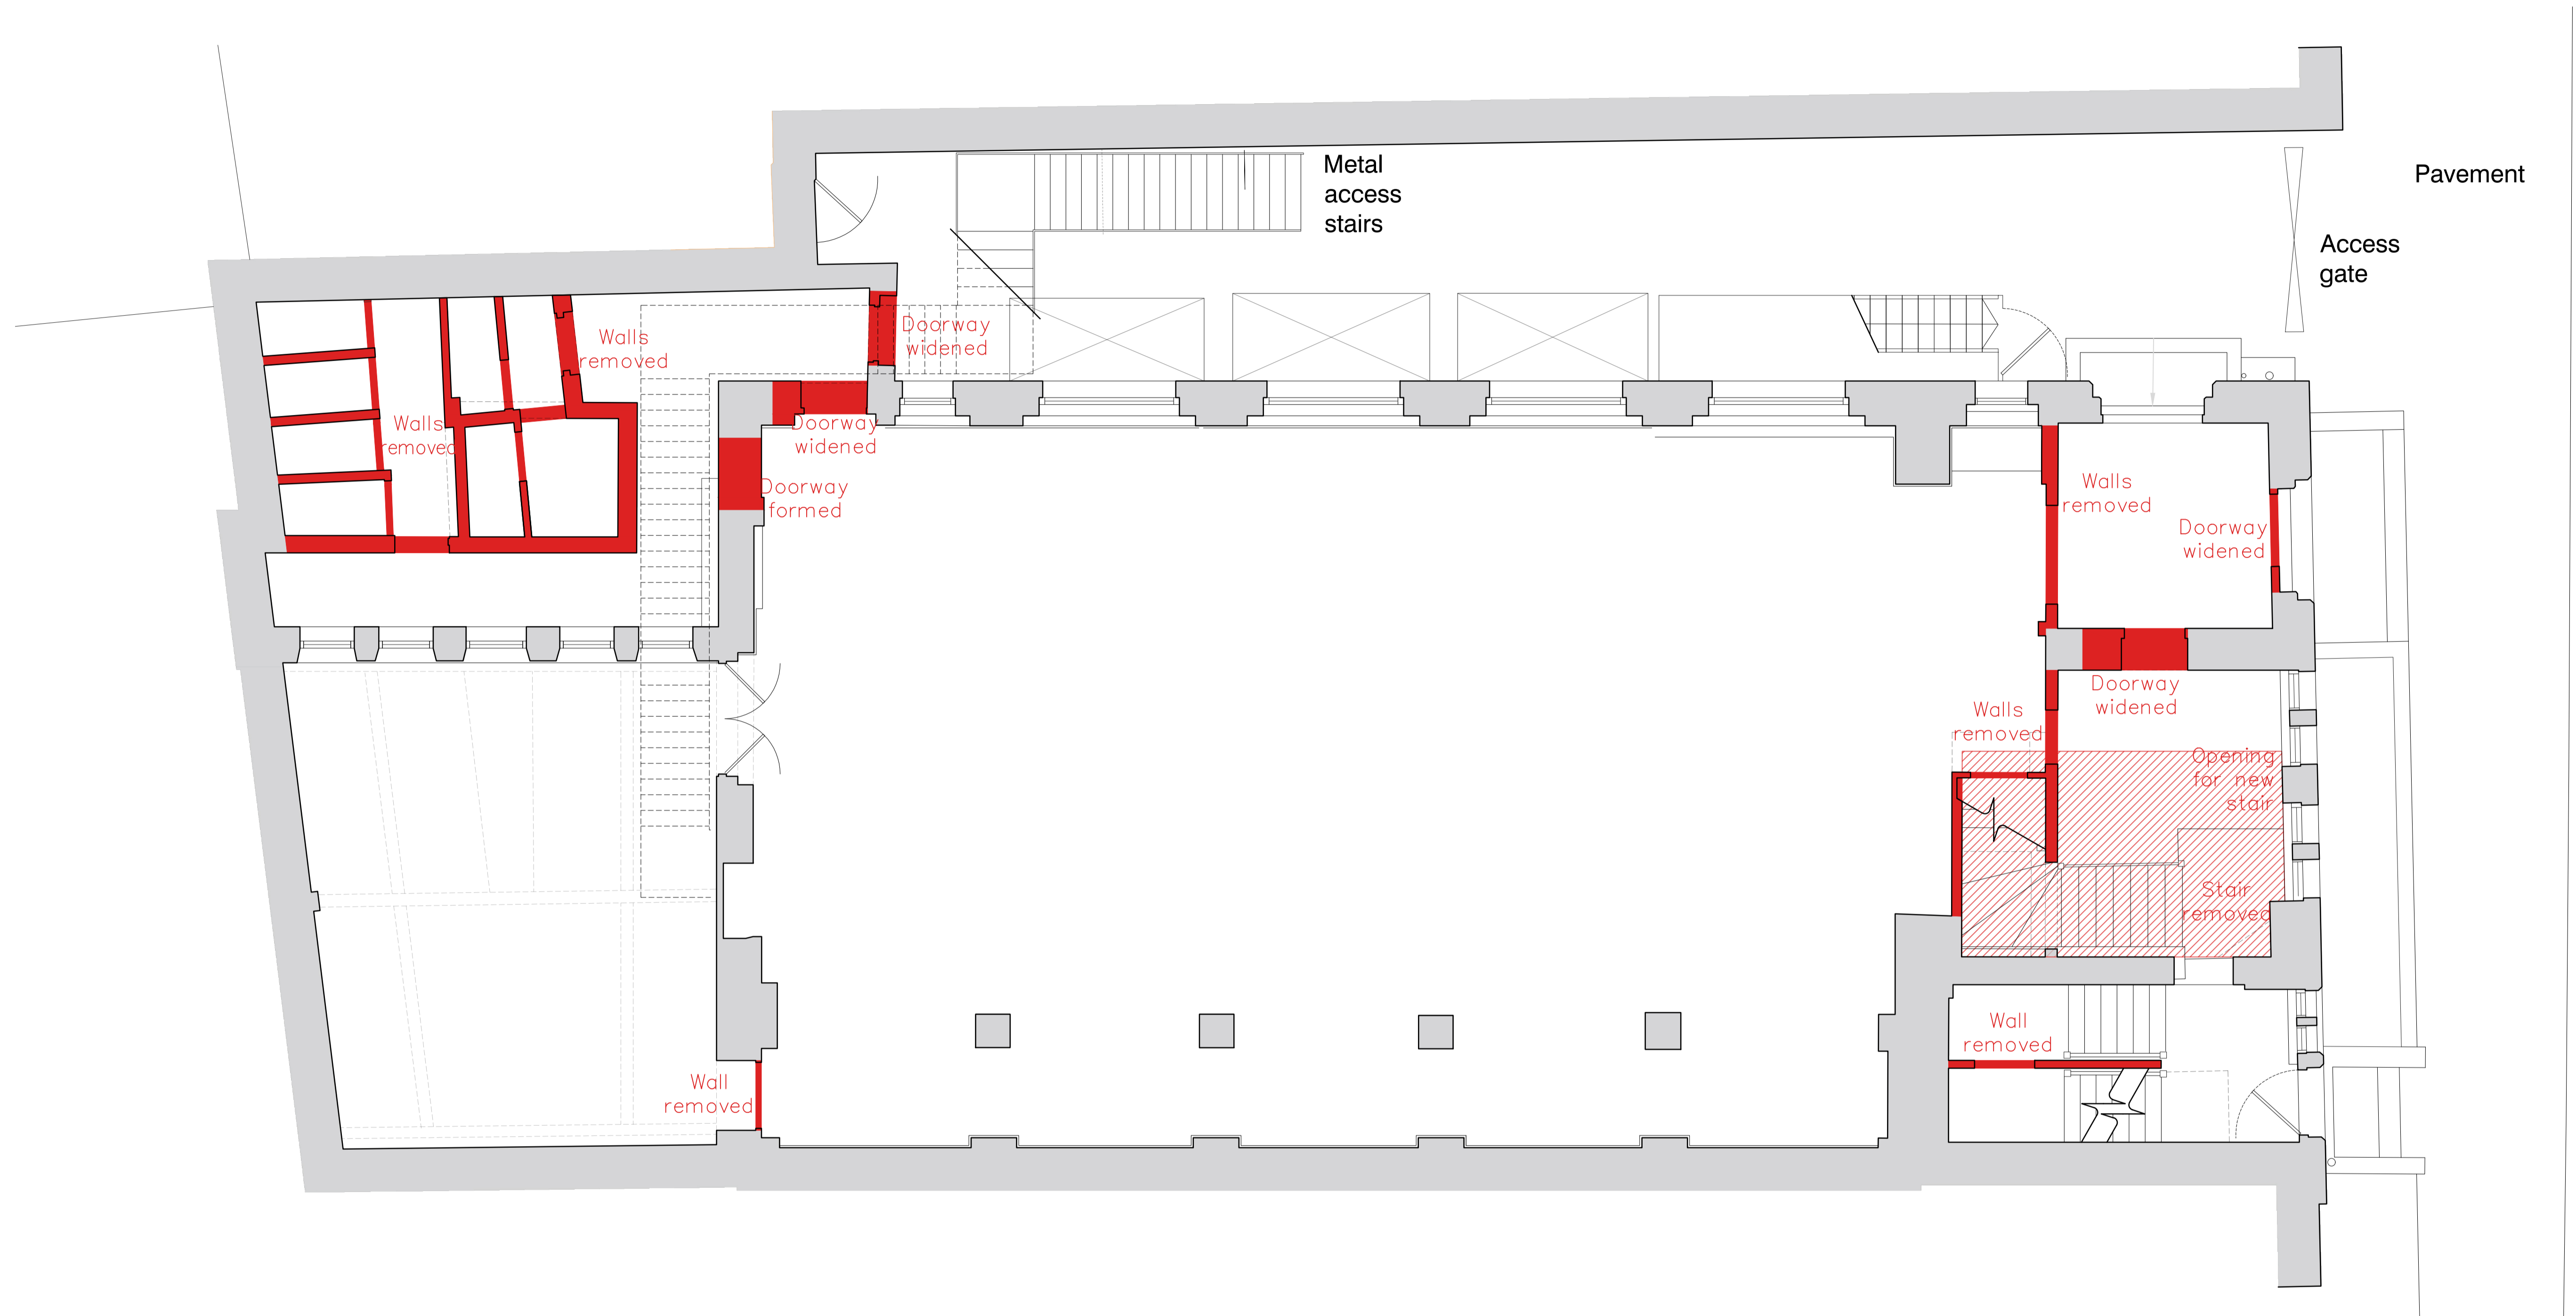 Metal
access
stairs
Pavement
Access
gate
Walls
removed
Doorway
widened
Walls
removed
Doorway
widened
Doorway
formed
Walls
removed
Doorway
widened
Doorway
widened
Walls
removed
Opening
for new
stair
Stair
removed
Wall
removed
Wall
removed